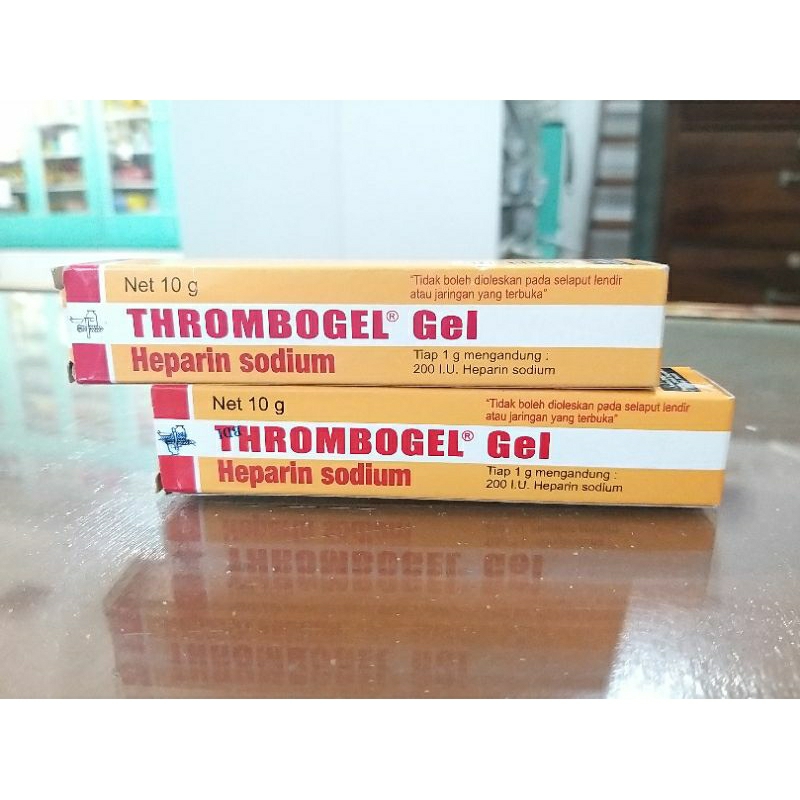 Net 10 g
"Tidak boleh dioleskan pada selaput lendir
atau jaringan yang terbuka"
THROMBOGEL® Gel
Heparin sodium
Tiap 1 g mengandung :
200 I.U. Heparin sodium
Net 10 g
"Tidak boleh dioleskan pada selaput lendir
atau jaringan yang terbuka"
THROMBOGEL® Gel
Heparin sodium
Tiap 1 g mengandung :
200 I.U. Heparin sodium